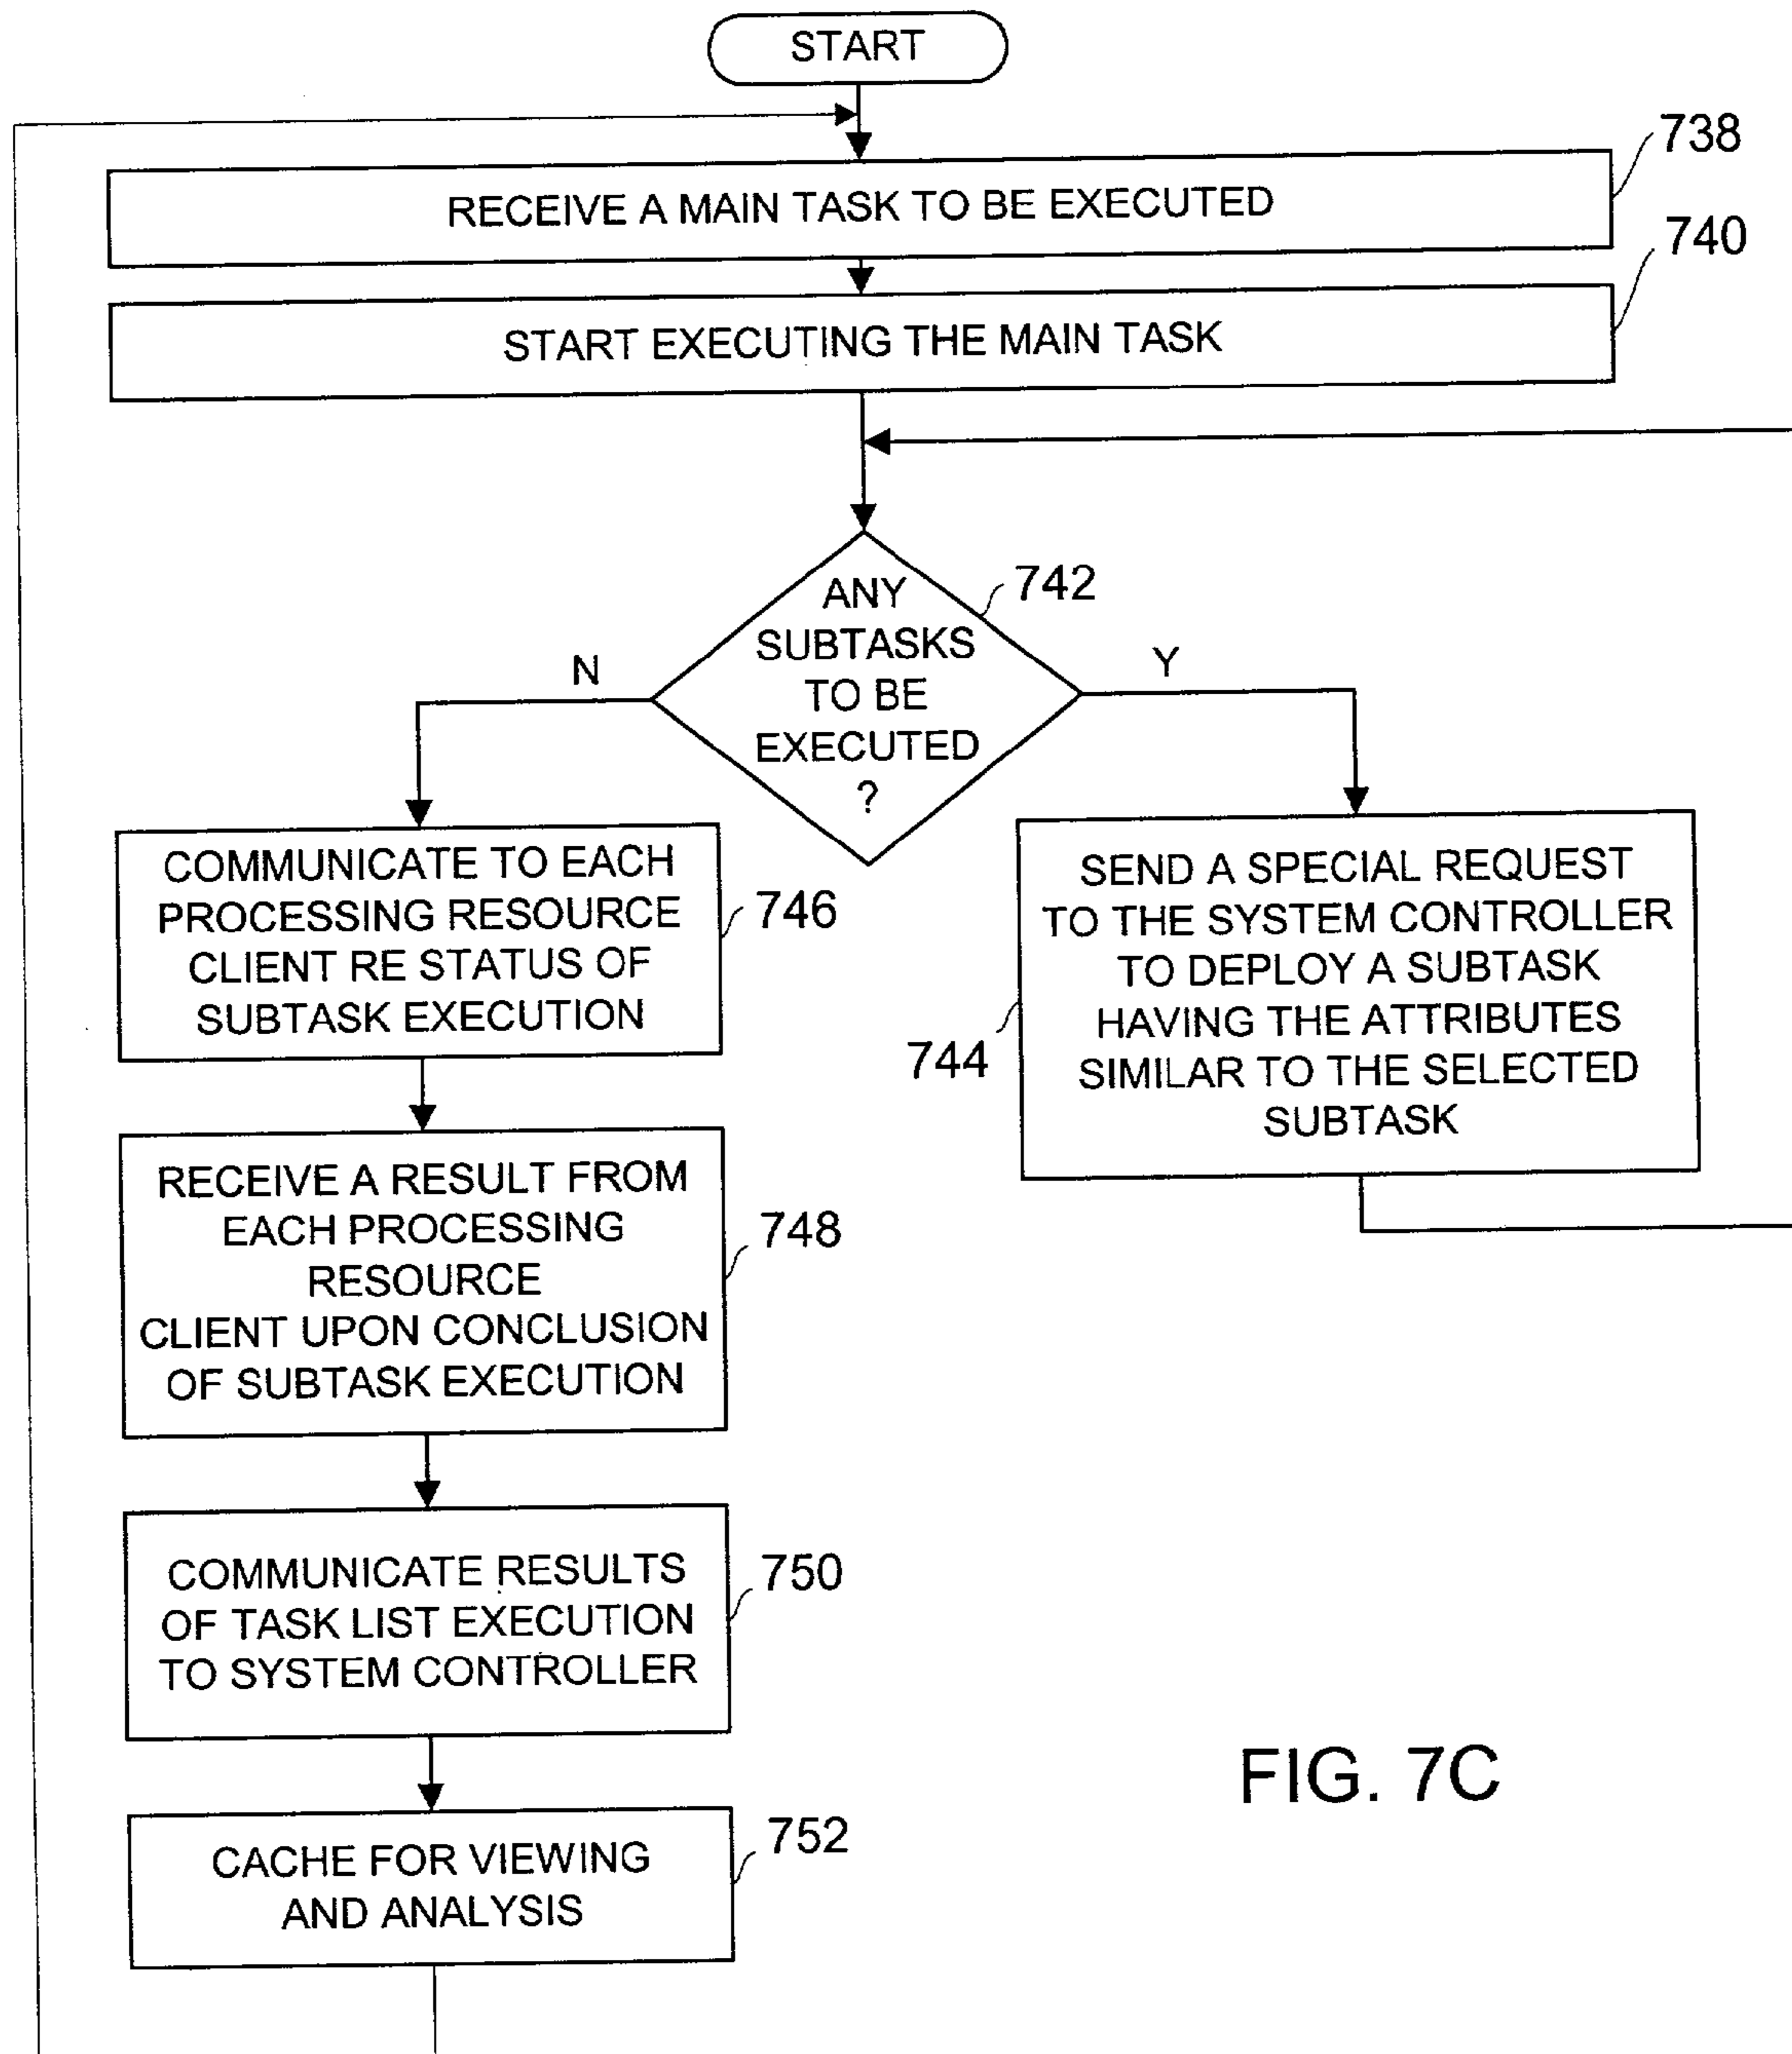 START
738
RECEIVE A MAIN TASK TO BE EXECUTED
740
START EXECUTING THE MAIN TASK
742
ANY
SUBTASKS
TO BE
EXECUTED
?
N
Y
COMMUNICATE TO EACH
PROCESSING RESOURCE
CLIENT RE STATUS OF
SUBTASK EXECUTION
746
SEND A SPECIAL REQUEST
TO THE SYSTEM CONTROLLER
TO DEPLOY A SUBTASK
HAVING THE ATTRIBUTES
SIMILAR TO THE SELECTED
SUBTASK
744
RECEIVE A RESULT FROM
EACH PROCESSING
RESOURCE
CLIENT UPON CONCLUSION
OF SUBTASK EXECUTION
748
COMMUNICATE RESULTS
OF TASK LIST EXECUTION
TO SYSTEM CONTROLLER
750
CACHE FOR VIEWING
AND ANALYSIS
752
FIG. 7C